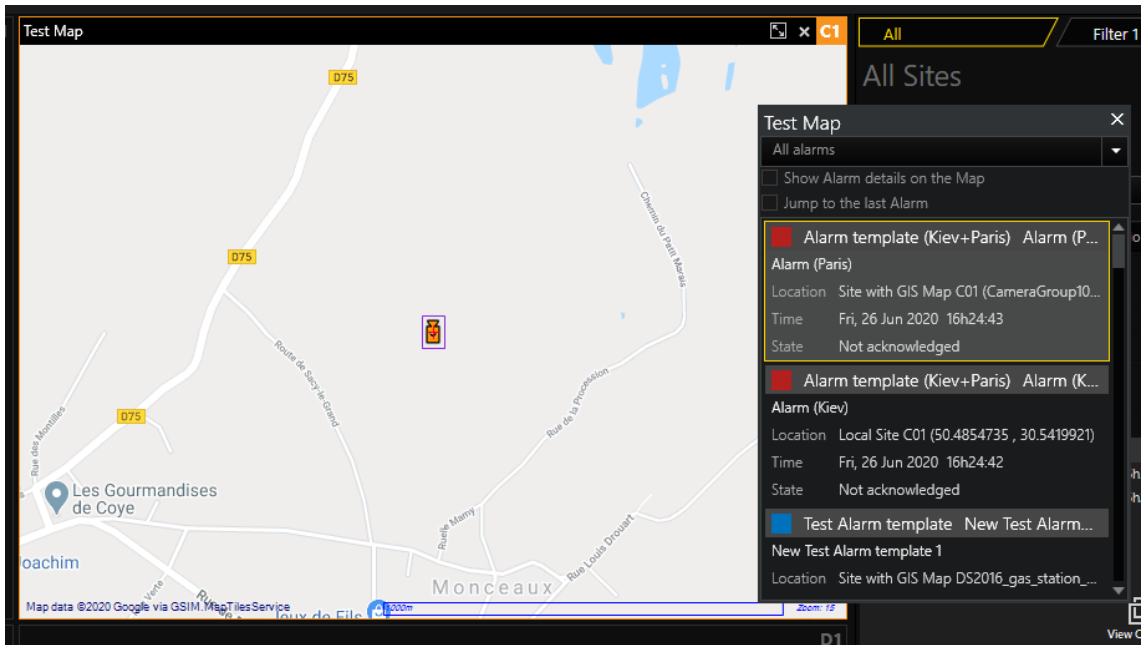 Test Map
C1
All
Filter 1
All Sites
D75
D75
D75
Chemin du Petit Marais
Route de Sacy-le-Grand
Rue de la Procession
Rue des Montilles
Les Gourmandises
de Coye
Ruelle Mamy
Rue Louis Drouart
Monceaux
Joachim
Verte
Map data ©2020 Google via GSIM.MapTilesService
1000m
Zoom: 15
Test Map
All alarms
Show Alarm details on the Map
Jump to the last Alarm
Alarm template (Kiev+Paris) Alarm (P...
Alarm (Paris)
Location Site with GIS Map C01 (CameraGroup10...
Time Fri, 26 Jun 2020 16h24:43
State Not acknowledged
Alarm template (Kiev+Paris) Alarm (K...
Alarm (Kiev)
Location Local Site C01 (50.4854735 , 30.5419921)
Time Fri, 26 Jun 2020 16h24:42
State Not acknowledged
Test Alarm template New Test Alarm...
New Test Alarm template 1
Location Site with GIS Map DS2016_gas_station_...
D1
View C